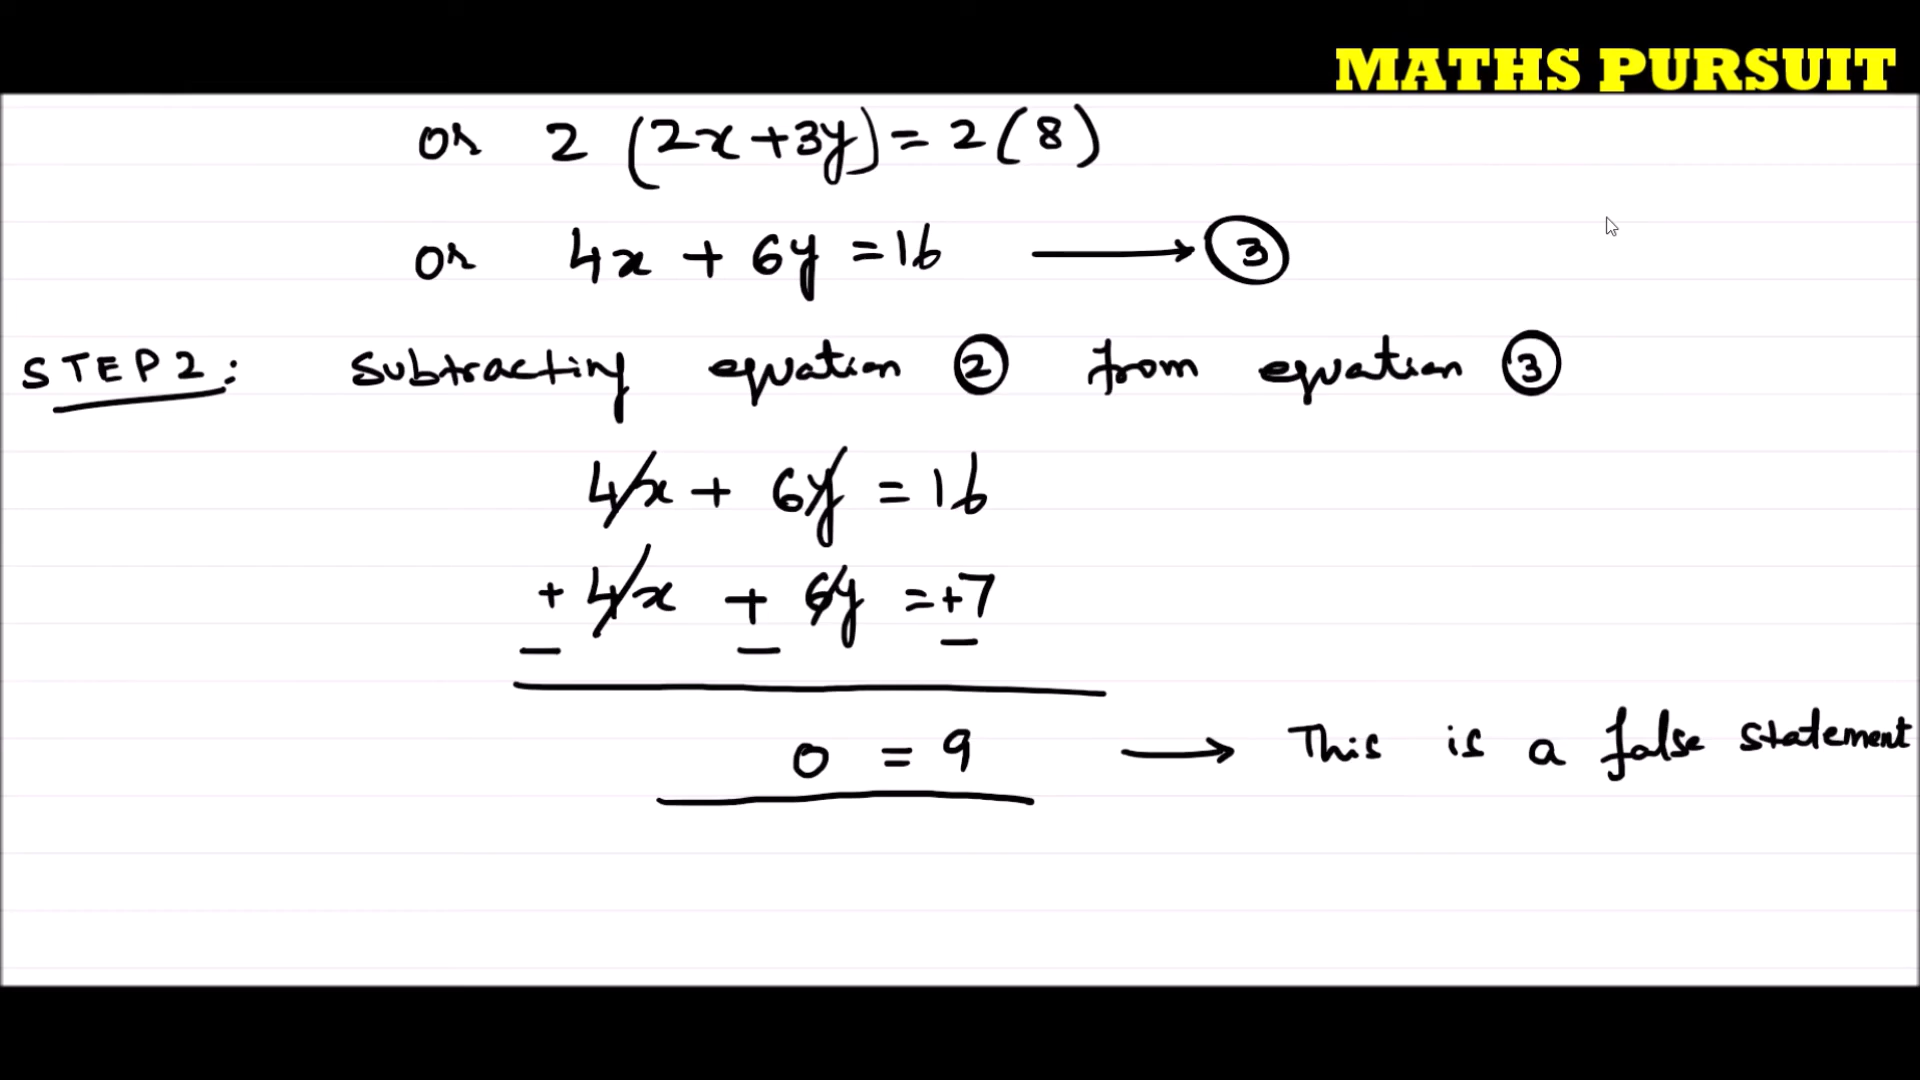 MATHS PURSUIT
or 2 (2x+3y) = 2(8)
or 4x + 6y = 16 ⟶ ③
STEP 2: Subtracting equation ② from equation ③
4x + 6y = 16
+ 4x + 6y = +7
− − −
0 = 9 ⟶ This is a false statement